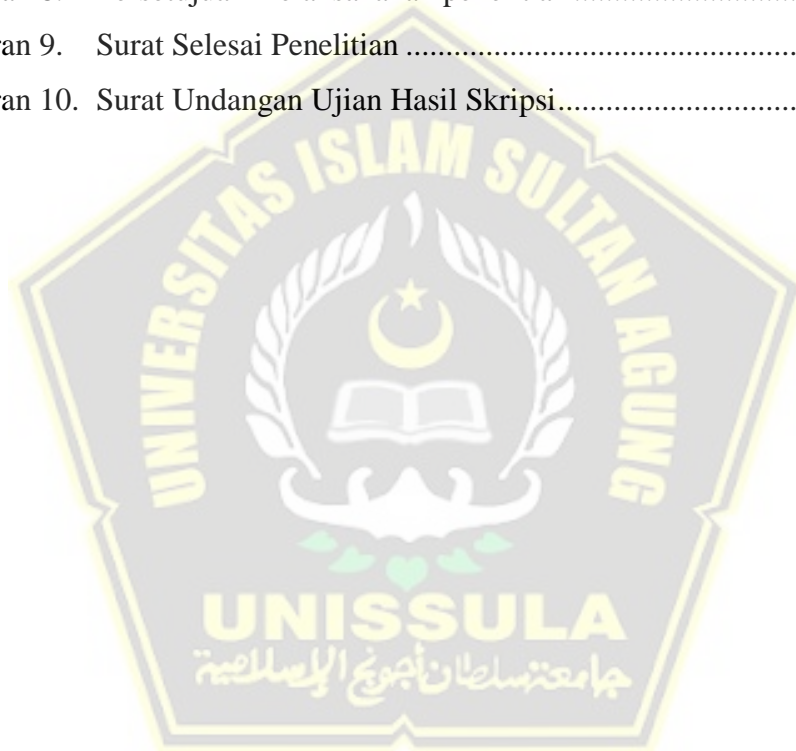 ran 9. Surat Selesai Penelitian ........................................................
ran 10. Surat Undangan Ujian Hasil Skripsi...................................
UNIVERSITAS ISLAM SULTAN AGUNG
UNISSULA
جامعة سلطان أجونج الإسلامية